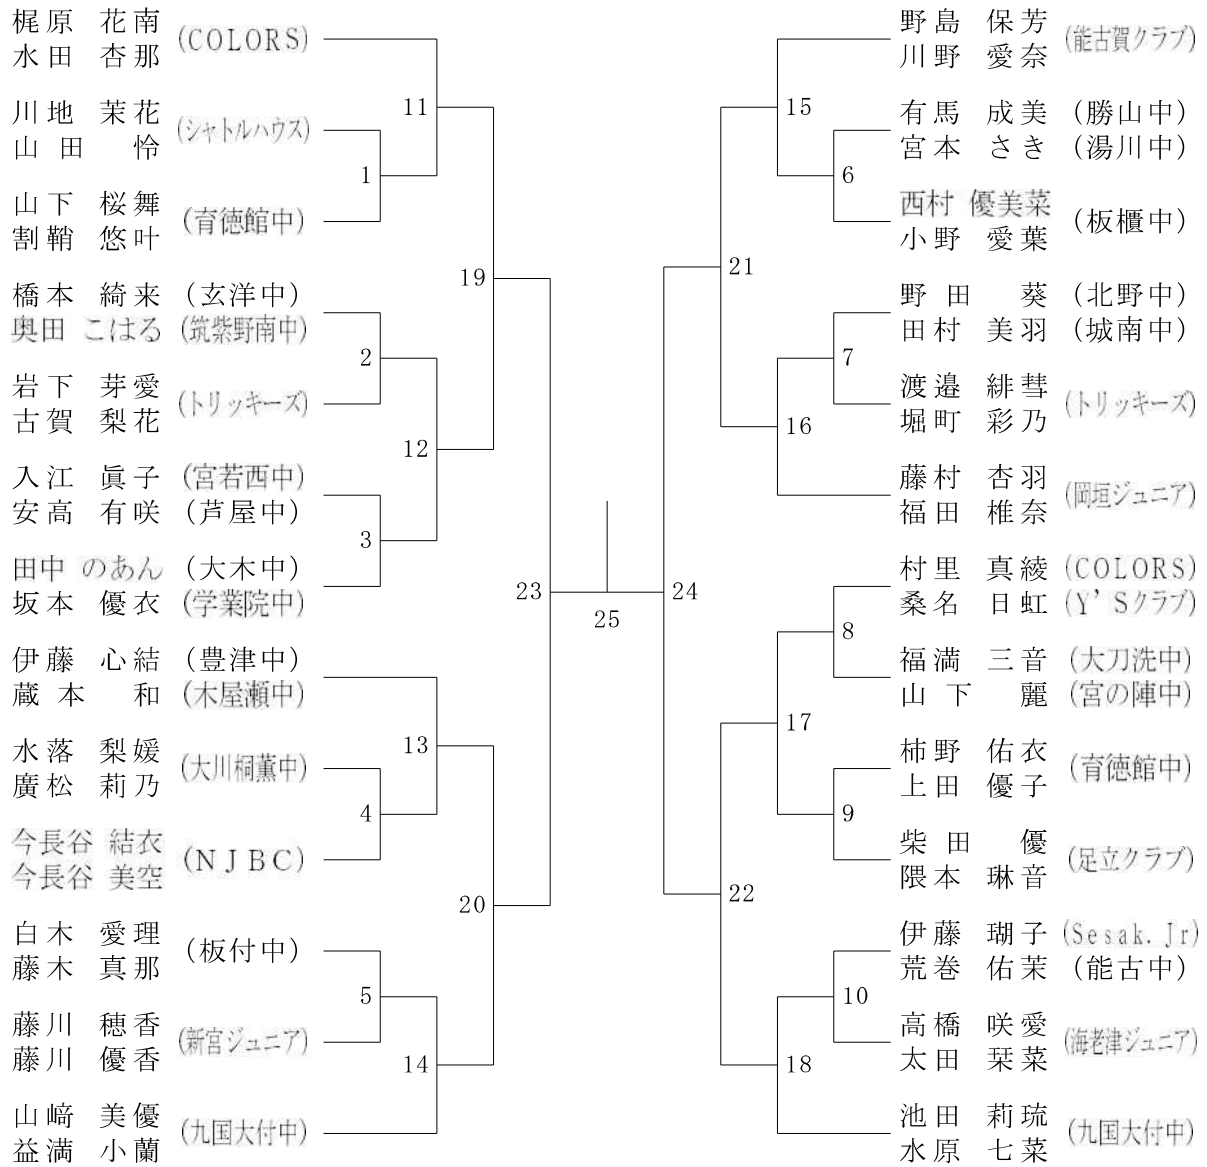 梶原 花南
(COLORS)
水田 杏那
川地 茉花
(シャトルハウス)
山田 怜
山下 桜舞
(育徳館中)
割鞘 悠叶
橋本 綺来 (玄洋中)
奥田 こはる (筑紫野南中)
岩下 芽愛
(トリッキーズ)
古賀 梨花
入江 眞子 (宮若西中)
安高 有咲 (芦屋中)
田中 のあん (大木中)
坂本 優衣 (学業院中)
伊藤 心結 (豊津中)
蔵本 和 (木屋瀬中)
水落 梨媛
(大川桐薫中)
廣松 莉乃
今長谷 結衣
(NJBC)
今長谷 美空
白木 愛理
(板付中)
藤木 真那
藤川 穂香
(新宮ジュニア)
藤川 優香
山﨑 美優
(九国大付中)
益満 小蘭
11
1
19
2
12
3
23
13
4
20
5
14
25
15
6
21
7
16
24
8
17
9
22
10
18
野島 保芳
(能古賀クラブ)
川野 愛奈
有馬 成美 (勝山中)
宮本 さき (湯川中)
西村 優美菜
(板櫃中)
小野 愛葉
野田 葵 (北野中)
田村 美羽 (城南中)
渡邉 緋彗
(トリッキーズ)
堀町 彩乃
藤村 杏羽
(岡垣ジュニア)
福田 椎奈
村里 真綾 (COLORS)
桑名 日虹 (Y'Sクラブ)
福満 三音 (大刀洗中)
山下 麗 (宮の陣中)
柿野 佑衣
(育徳館中)
上田 優子
柴田 優
(足立クラブ)
隈本 琳音
伊藤 瑚子 (Sesak.Jr)
荒巻 佑茉 (能古中)
高橋 咲愛
(海老津ジュニア)
太田 栞菜
池田 莉琉
(九国大付中)
水原 七菜